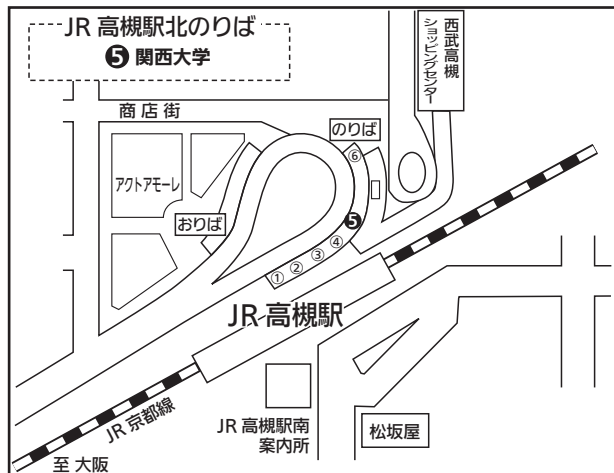 JR 高槻駅北のりば
❺ 関西大学
西武高槻
ショッピングセンター
商店街
のりば
⑥
アクトアモーレ
おりば
❺
④
③
②
①
JR 高槻駅
JR 京都線
JR 高槻駅南
案内所
松坂屋
至 大阪